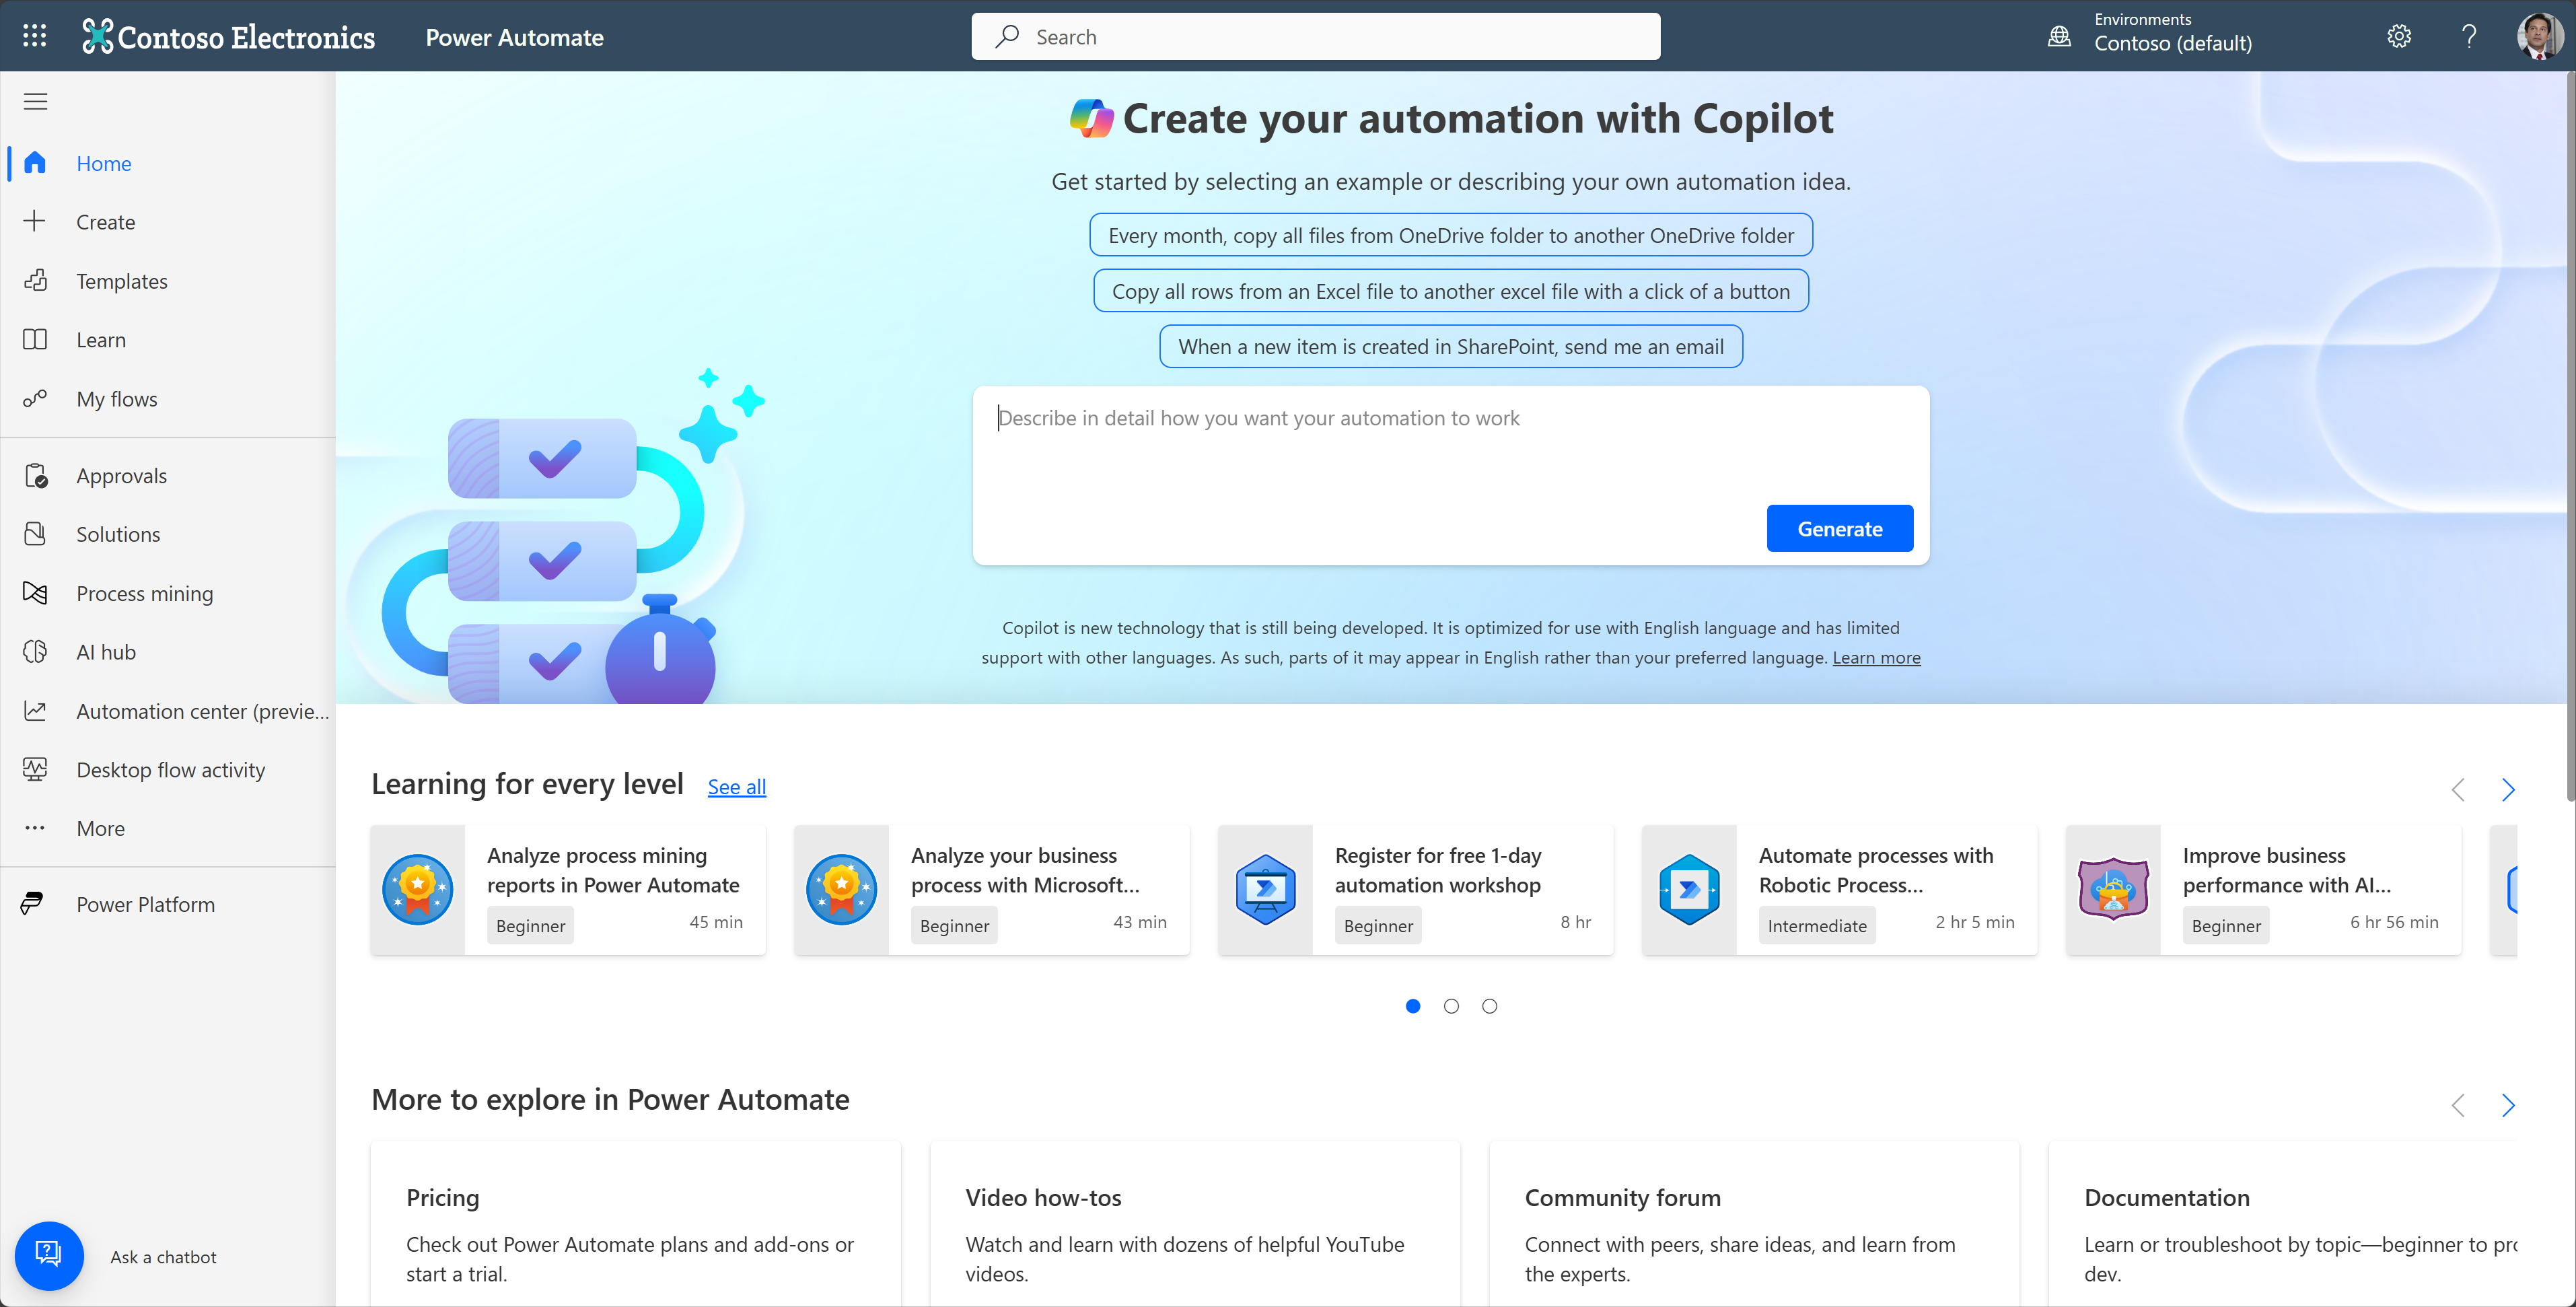 Contoso Electronics
Power Automate
Search
Environments
Contoso (default)
Home
Create
Templates
Learn
My flows
Approvals
Solutions
Process mining
AI hub
Automation center (previe...
Desktop flow activity
More
Power Platform
Ask a chatbot
Create your automation with Copilot
Get started by selecting an example or describing your own automation idea.
Every month, copy all files from OneDrive folder to another OneDrive folder
Copy all rows from an Excel file to another excel file with a click of a button
When a new item is created in SharePoint, send me an email
Describe in detail how you want your automation to work
Generate
Copilot is new technology that is still being developed. It is optimized for use with English language and has limited
support with other languages. As such, parts of it may appear in English rather than your preferred language. Learn more
Learning for every level See all
Analyze process mining
reports in Power Automate
Beginner 45 min
Analyze your business
process with Microsoft...
Beginner 43 min
Register for free 1-day
automation workshop
Beginner 8 hr
Automate processes with
Robotic Process...
Intermediate 2 hr 5 min
Improve business
performance with AI...
Beginner 6 hr 56 min
More to explore in Power Automate
Pricing
Check out Power Automate plans and add-ons or
start a trial.
Video how-tos
Watch and learn with dozens of helpful YouTube
videos.
Community forum
Connect with peers, share ideas, and learn from
the experts.
Documentation
Learn or troubleshoot by topic—beginner to pro
dev.